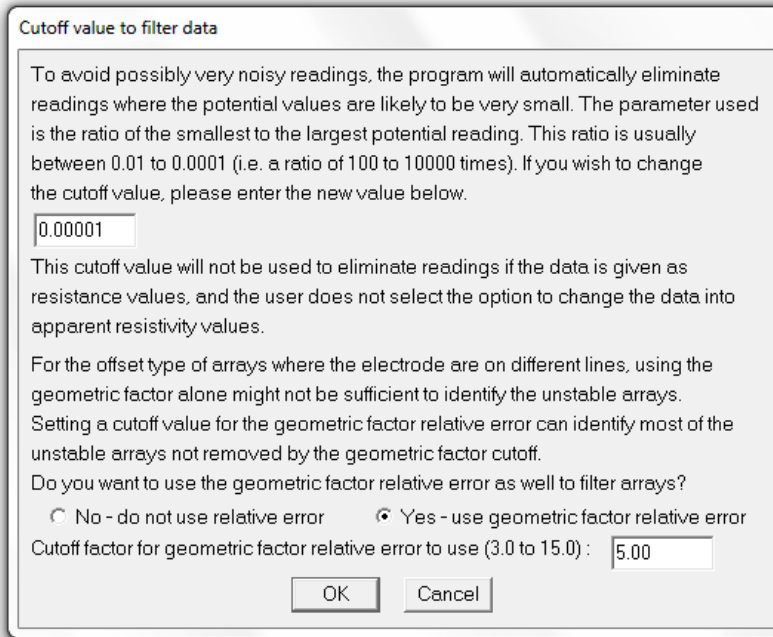 Cutoff value to filter data
To avoid possibly very noisy readings, the program will automatically eliminate
readings where the potential values are likely to be very small. The parameter used
is the ratio of the smallest to the largest potential reading. This ratio is usually
between 0.01 to 0.0001 (i.e. a ratio of 100 to 10000 times). If you wish to change
the cutoff value, please enter the new value below.
0.00001
This cutoff value will not be used to eliminate readings if the data is given as
resistance values, and the user does not select the option to change the data into
apparent resistivity values.
For the offset type of arrays where the electrode are on different lines, using the
geometric factor alone might not be sufficient to identify the unstable arrays.
Setting a cutoff value for the geometric factor relative error can identify most of the
unstable arrays not removed by the geometric factor cutoff.
Do you want to use the geometric factor relative error as well to filter arrays?
No - do not use relative error Yes - use geometric factor relative error
Cutoff factor for geometric factor relative error to use (3.0 to 15.0) : 5.00
OK Cancel